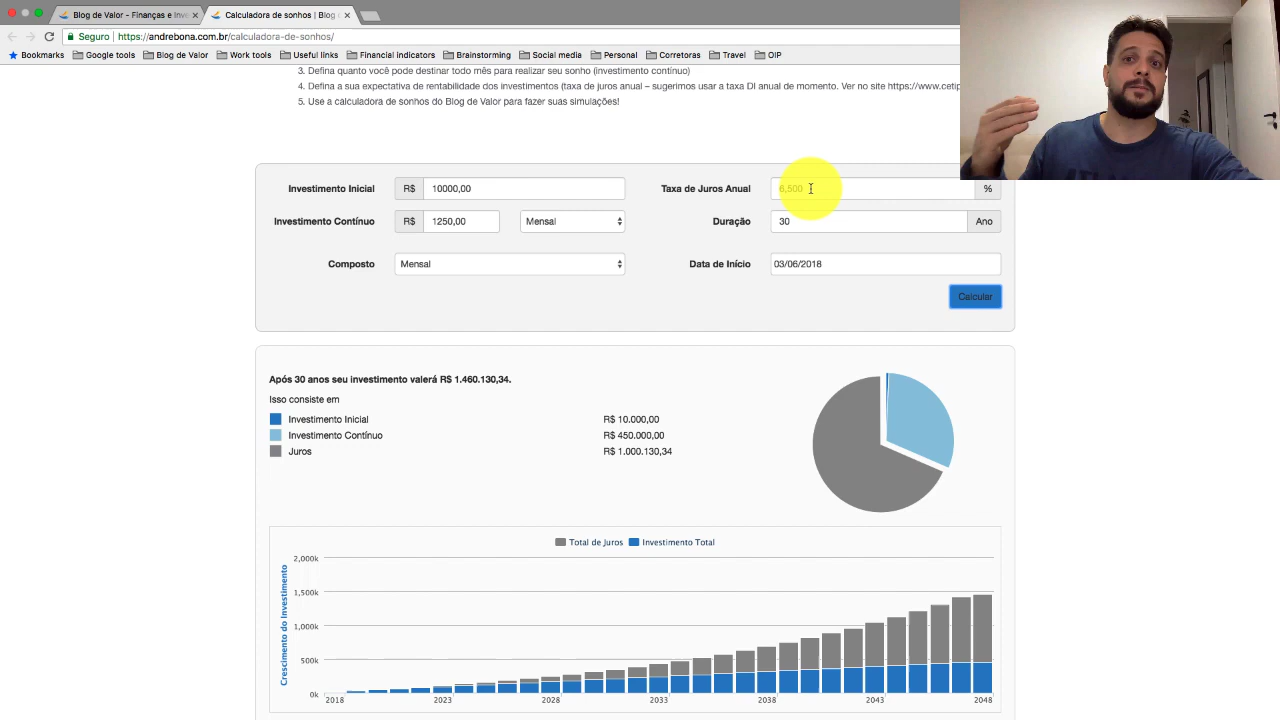 Blog de Valor - Finanças e inve
Calculadora de sonhos | Blog
Seguro
https://andrebona.com.br/calculadora-de-sonhos/
Bookmarks Google tools Blog de Valor Work tools Useful links Financial indicators Brainstorming Social media Personal Corretoras Travel OIP
3. Defina quanto você pode destinar todo mês para realizar seu sonho (investimento contínuo)
4. Defina a sua expectativa de rentabilidade dos investimentos (taxa de juros anual – sugerimos usar a taxa DI anual de momento. Ver no site https://www.cetip
5. Use a calculadora de sonhos do Blog de Valor para fazer suas simulações!
Investimento Inicial R$ 10000,00 Taxa de Juros Anual 6,500 %
Investimento Contínuo R$ 1250,00 Mensal Duração 30 Ano
Composto Mensal Data de Início 03/06/2018
Calcular
Após 30 anos seu investimento valerá R$ 1.460.130,34.
Isso consiste em
Investimento Inicial R$ 10.000,00
Investimento Contínuo R$ 450.000,00
Juros R$ 1.000.130,34
Total de Juros Investimento Total
Crescimento do Investimento
2,000k
1,500k
1,000k
500k
0k
2018 2023 2028 2033 2038 2043 2048